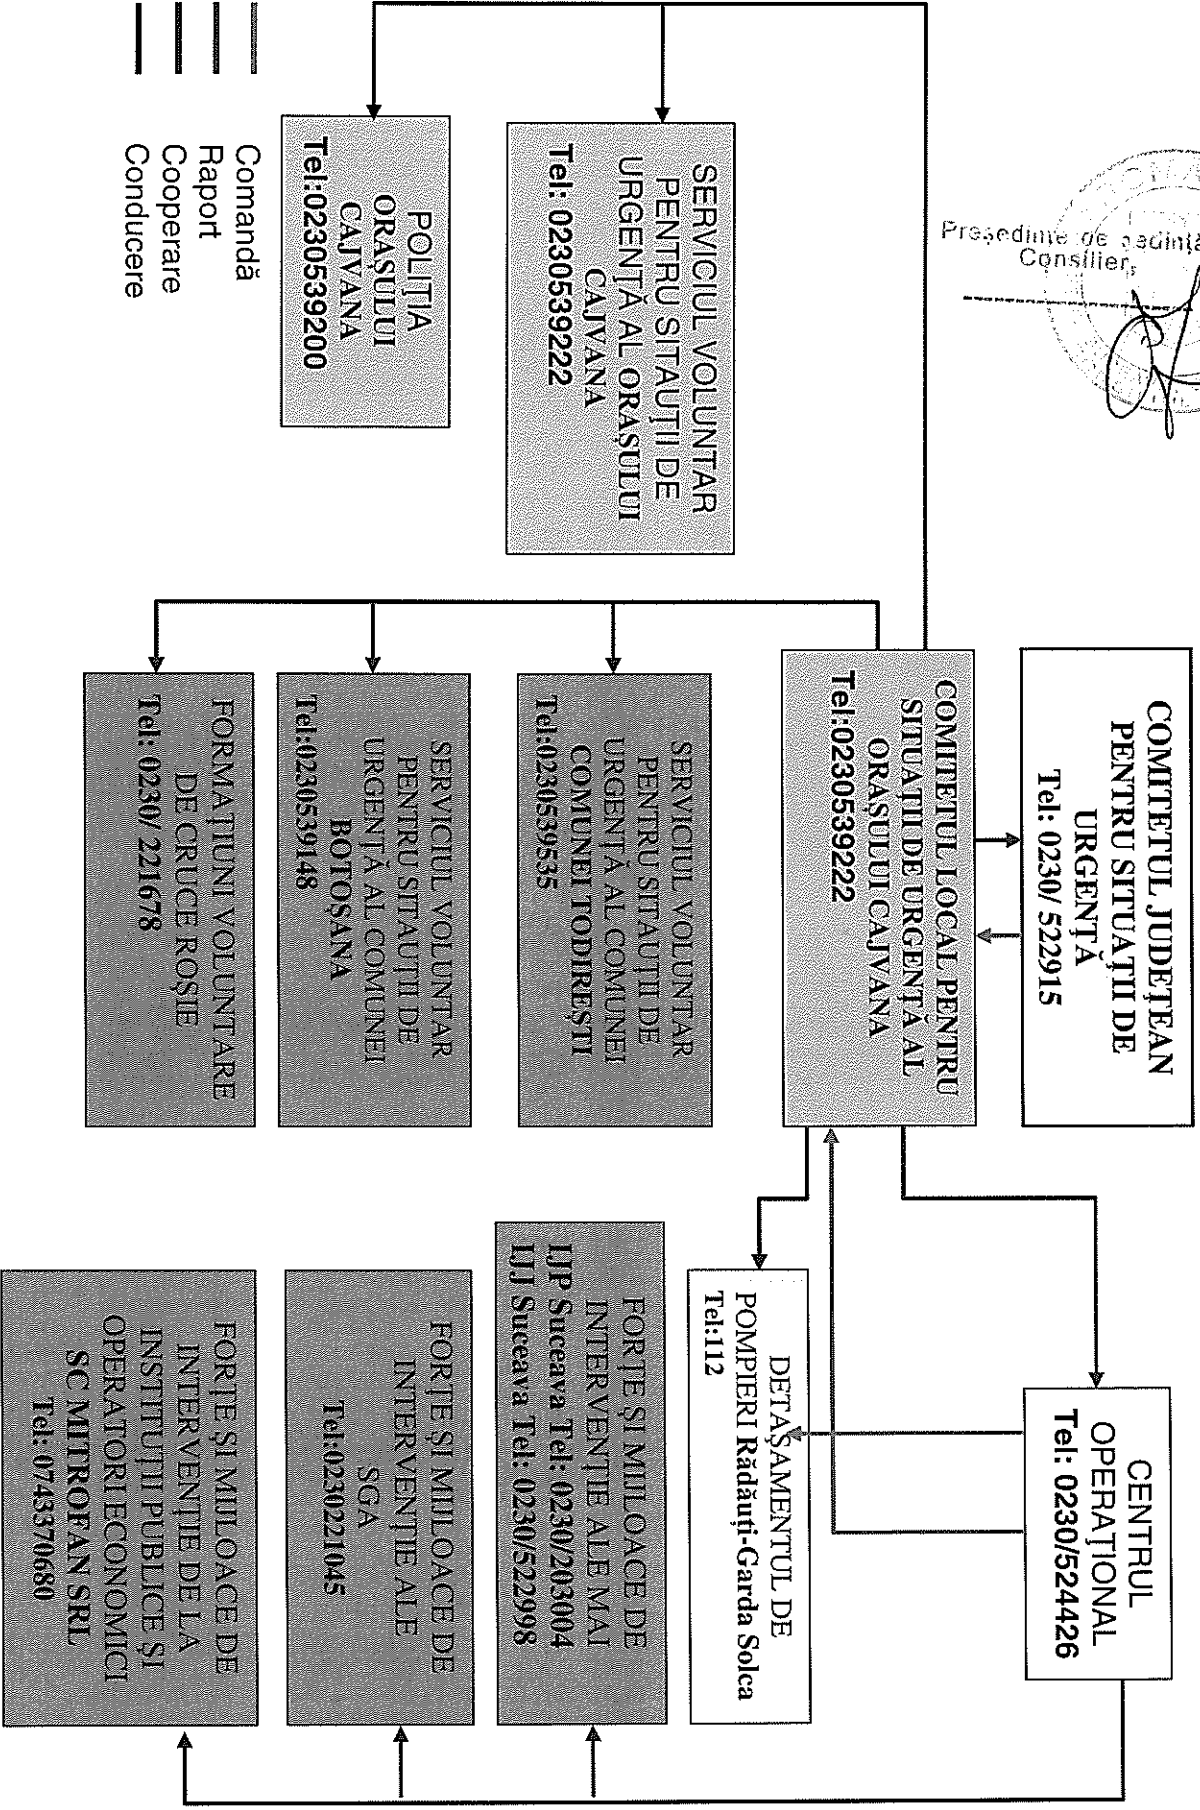 Președinte de ședință
Consilier,
COMITETUL JUDEȚEAN
PENTRU SITUAȚII DE
URGENȚĂ
Tel: 0230/ 522915
COMITETUL LOCAL PENTRU
SITUAȚII DE URGENȚĂ AL
ORAȘULUI CAJVANA
Tel:0230539222
CENTRUL
OPERAȚIONAL
Tel: 0230/524426
SERVICIUL VOLUNTAR
PENTRU SITAUȚII DE
URGENȚĂ AL ORAȘULUI
CAJVANA
Tel: 0230539222
POLIȚIA
ORAȘULUI
CAJVANA
Tel:0230539200
SERVICIUL VOLUNTAR
PENTRU SITAUȚII DE
URGENȚĂ AL COMUNEI
COMUNEI TODIREȘTI
Tel:0230539535
SERVICIUL VOLUNTAR
PENTRU SITAUȚII DE
URGENȚĂ AL COMUNEI
BOTOȘANA
Tel:0230539148
FORMAȚIUNI VOLUNTARE
DE CRUCE ROȘIE
Tel: 0230/ 221678
DETAȘAMENTUL DE
POMPIERI Rădăuți-Garda Solca
Tel:112
FORȚE ȘI MIJLOACE DE
INTERVENȚIE ALE MAI
IJP Suceava Tel: 0230/203004
IJJ Suceava Tel: 0230/522998
FORȚE ȘI MIJLOACE DE
INTERVENȚIE ALE
SGA
Tel:0230221045
FORȚE ȘI MIJLOACE DE
INTERVENȚIE DE LA
INSTITUȚII PUBLICE ȘI
OPERATORI ECONOMICI
SC MITROFAN SRL
Tel:0743370680
Comandă
Raport
Cooperare
Conducere